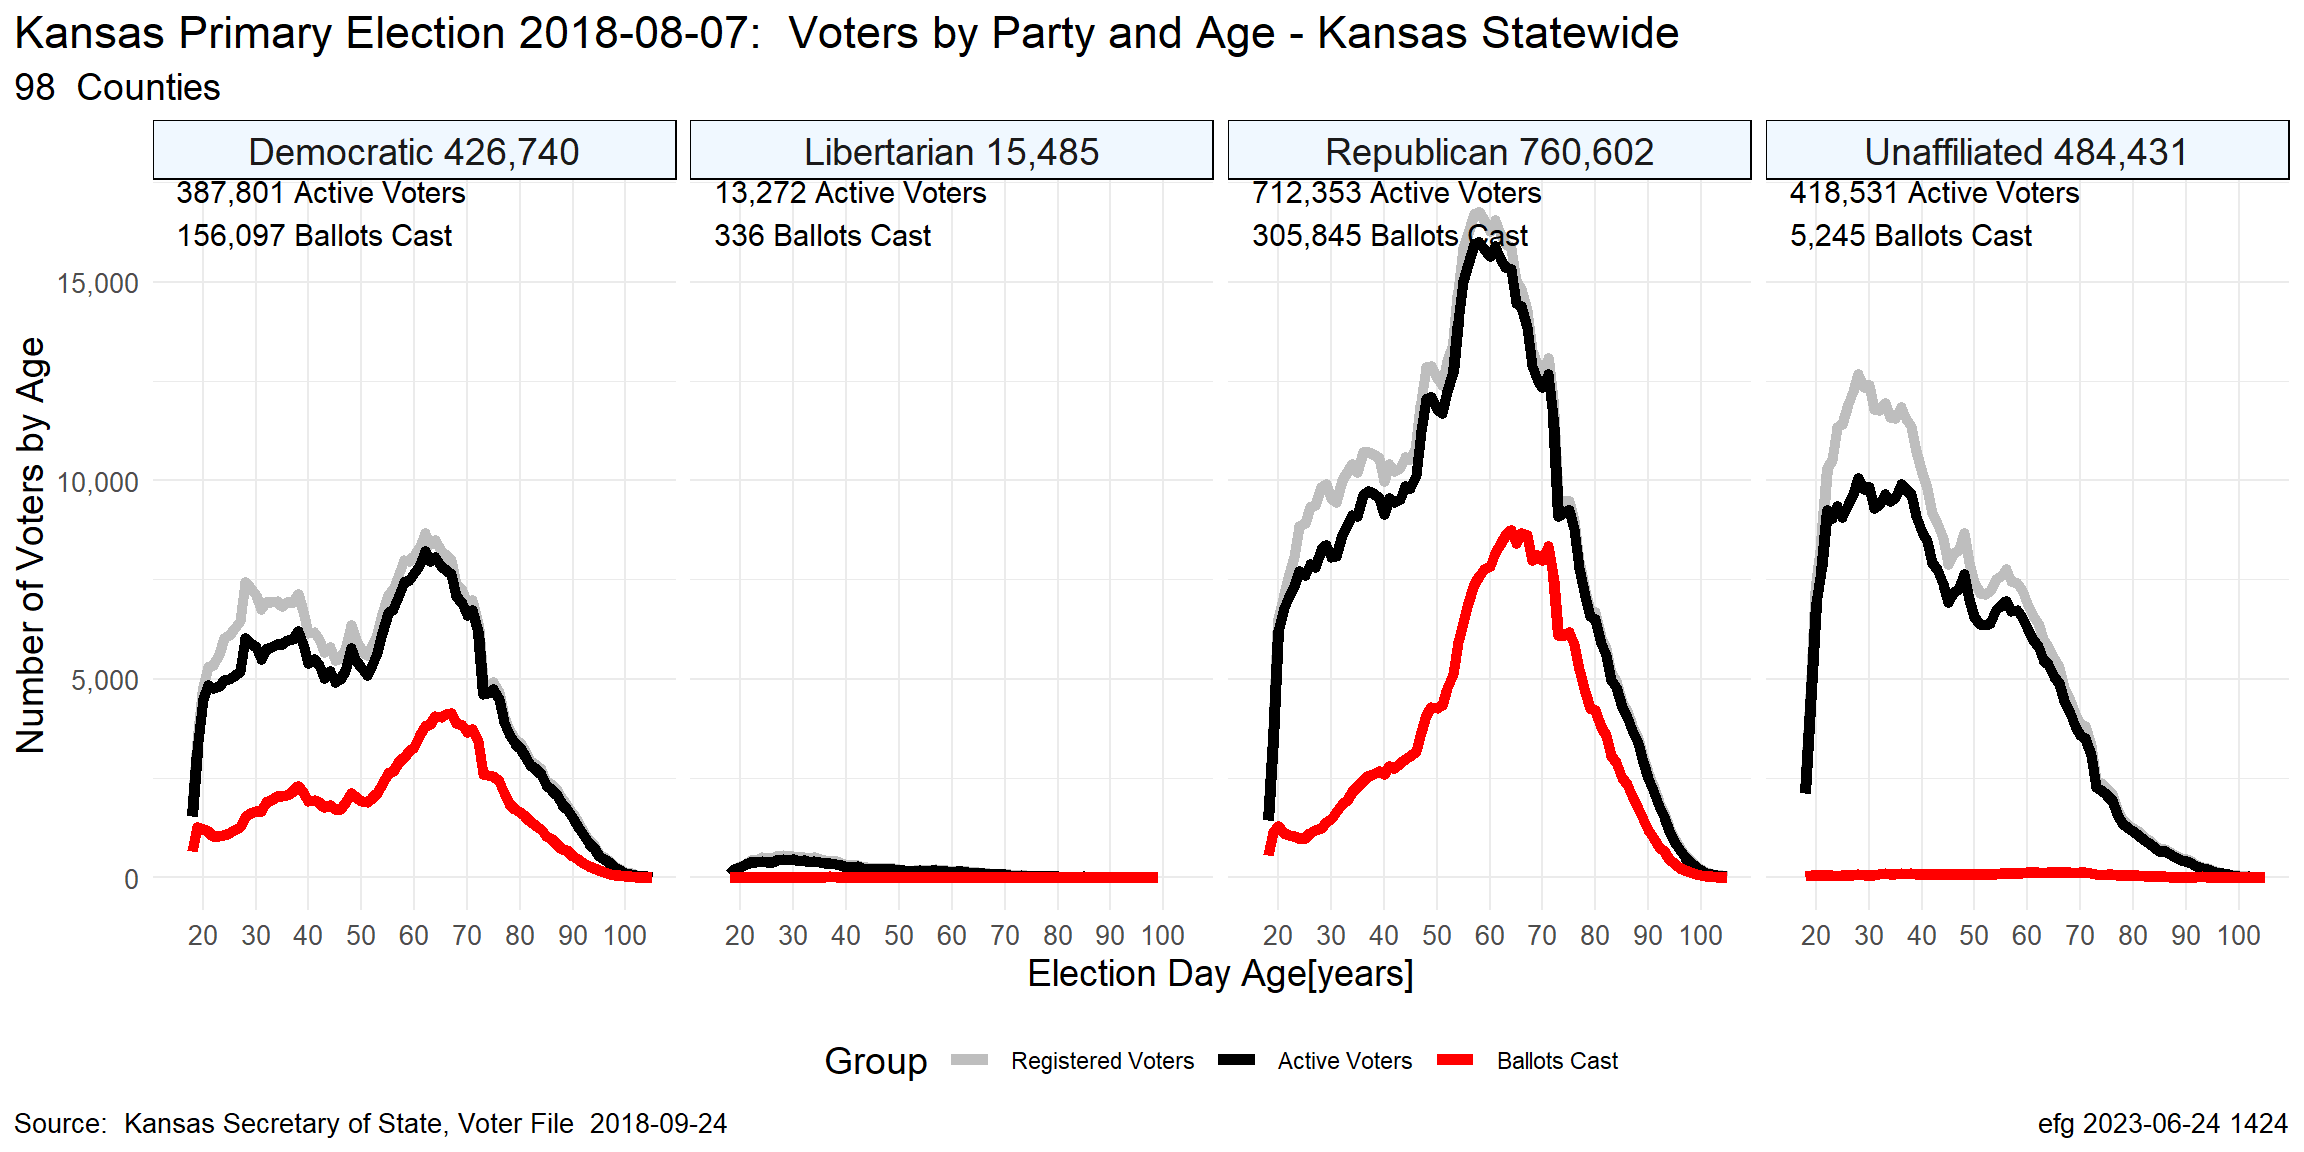 Kansas Primary Election 2018-08-07:  Voters by Party and Age - Kansas Statewide
98  Counties
Democratic 426,740
Libertarian 15,485
Republican 760,602
Unaffiliated 484,431
387,801 Active Voters
156,097 Ballots Cast
13,272 Active Voters
336 Ballots Cast
712,353 Active Voters
305,845 Ballots Cast
418,531 Active Voters
5,245 Ballots Cast
Number of Voters by Age
15,000
10,000
5,000
0
20 30 40 50 60 70 80 90 100
20 30 40 50 60 70 80 90 100
20 30 40 50 60 70 80 90 100
20 30 40 50 60 70 80 90 100
Election Day Age[years]
Group Registered Voters Active Voters Ballots Cast
Source:  Kansas Secretary of State, Voter File  2018-09-24
efg 2023-06-24 1424